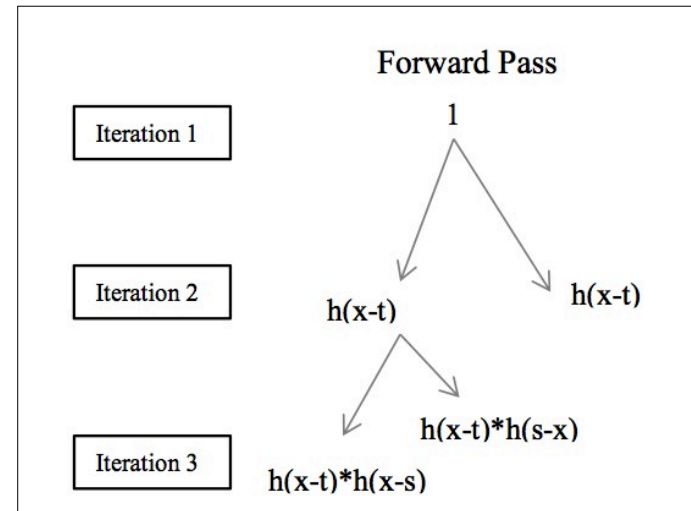 Forward Pass
Iteration 1
1
Iteration 2
h(x-t)
h(x-t)
h(x-t)*h(s-x)
Iteration 3
h(x-t)*h(x-s)